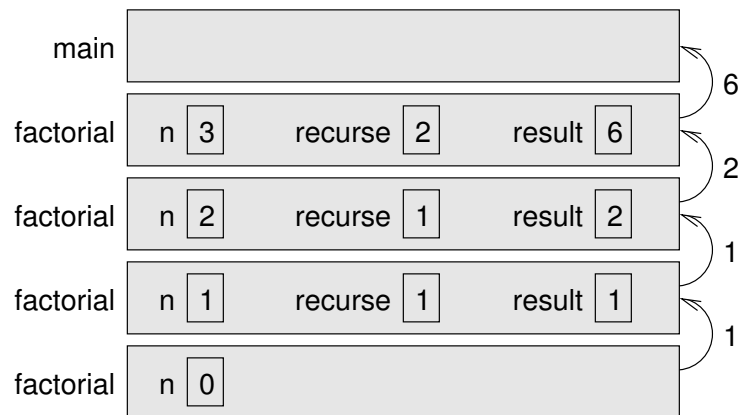 main
6
factorial n 3 recurse 2 result 6
2
factorial n 2 recurse 1 result 2
1
factorial n 1 recurse 1 result 1
1
factorial n 0